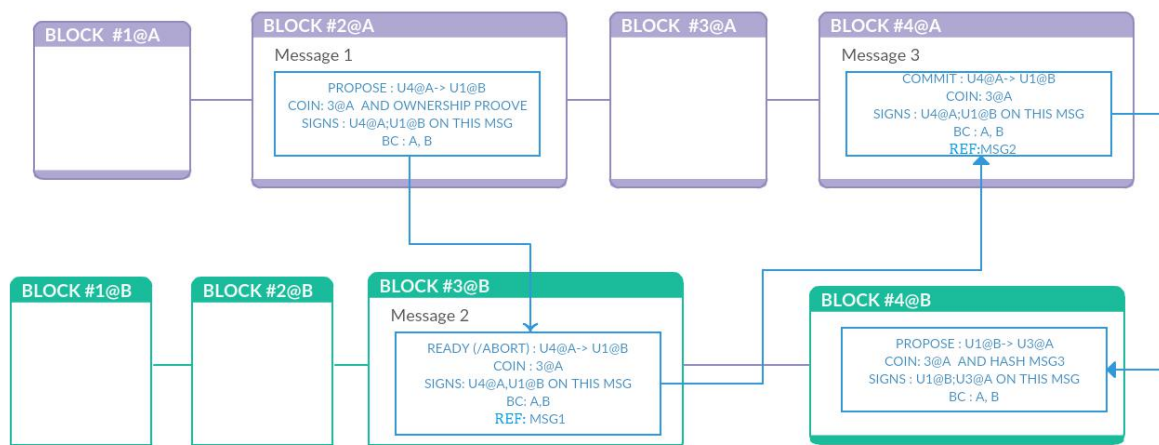 BLOCK #1@A
BLOCK #2@A
Message 1
PROPOSE : U4@A-> U1@B
COIN: 3@A AND OWNERSHIP PROOVE
SIGNS : U4@A;U1@B ON THIS MSG
BC : A, B
BLOCK #3@A
BLOCK #4@A
Message 3
COMMIT : U4@A-> U1@B
COIN: 3@A
SIGNS : U4@A;U1@B ON THIS MSG
BC : A, B
REF:MSG2
BLOCK #1@B
BLOCK #2@B
BLOCK #3@B
Message 2
READY (/ABORT) : U4@A-> U1@B
COIN : 3@A
SIGNS: U4@A,U1@B ON THIS MSG
BC: A,B
REF: MSG1
BLOCK #4@B
PROPOSE : U1@B-> U3@A
COIN: 3@A AND HASH MSG3
SIGNS : U1@B;U3@A ON THIS MSG
BC : A, B